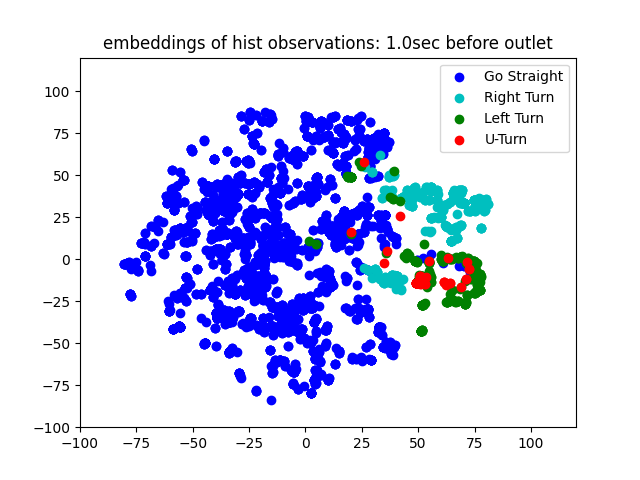 embeddings of hist observations: 1.0sec before outlet
Go Straight
Right Turn
Left Turn
U-Turn
100
75
50
25
0
−25
−50
−75
−100
−100 −75 −50 −25 0 25 50 75 100